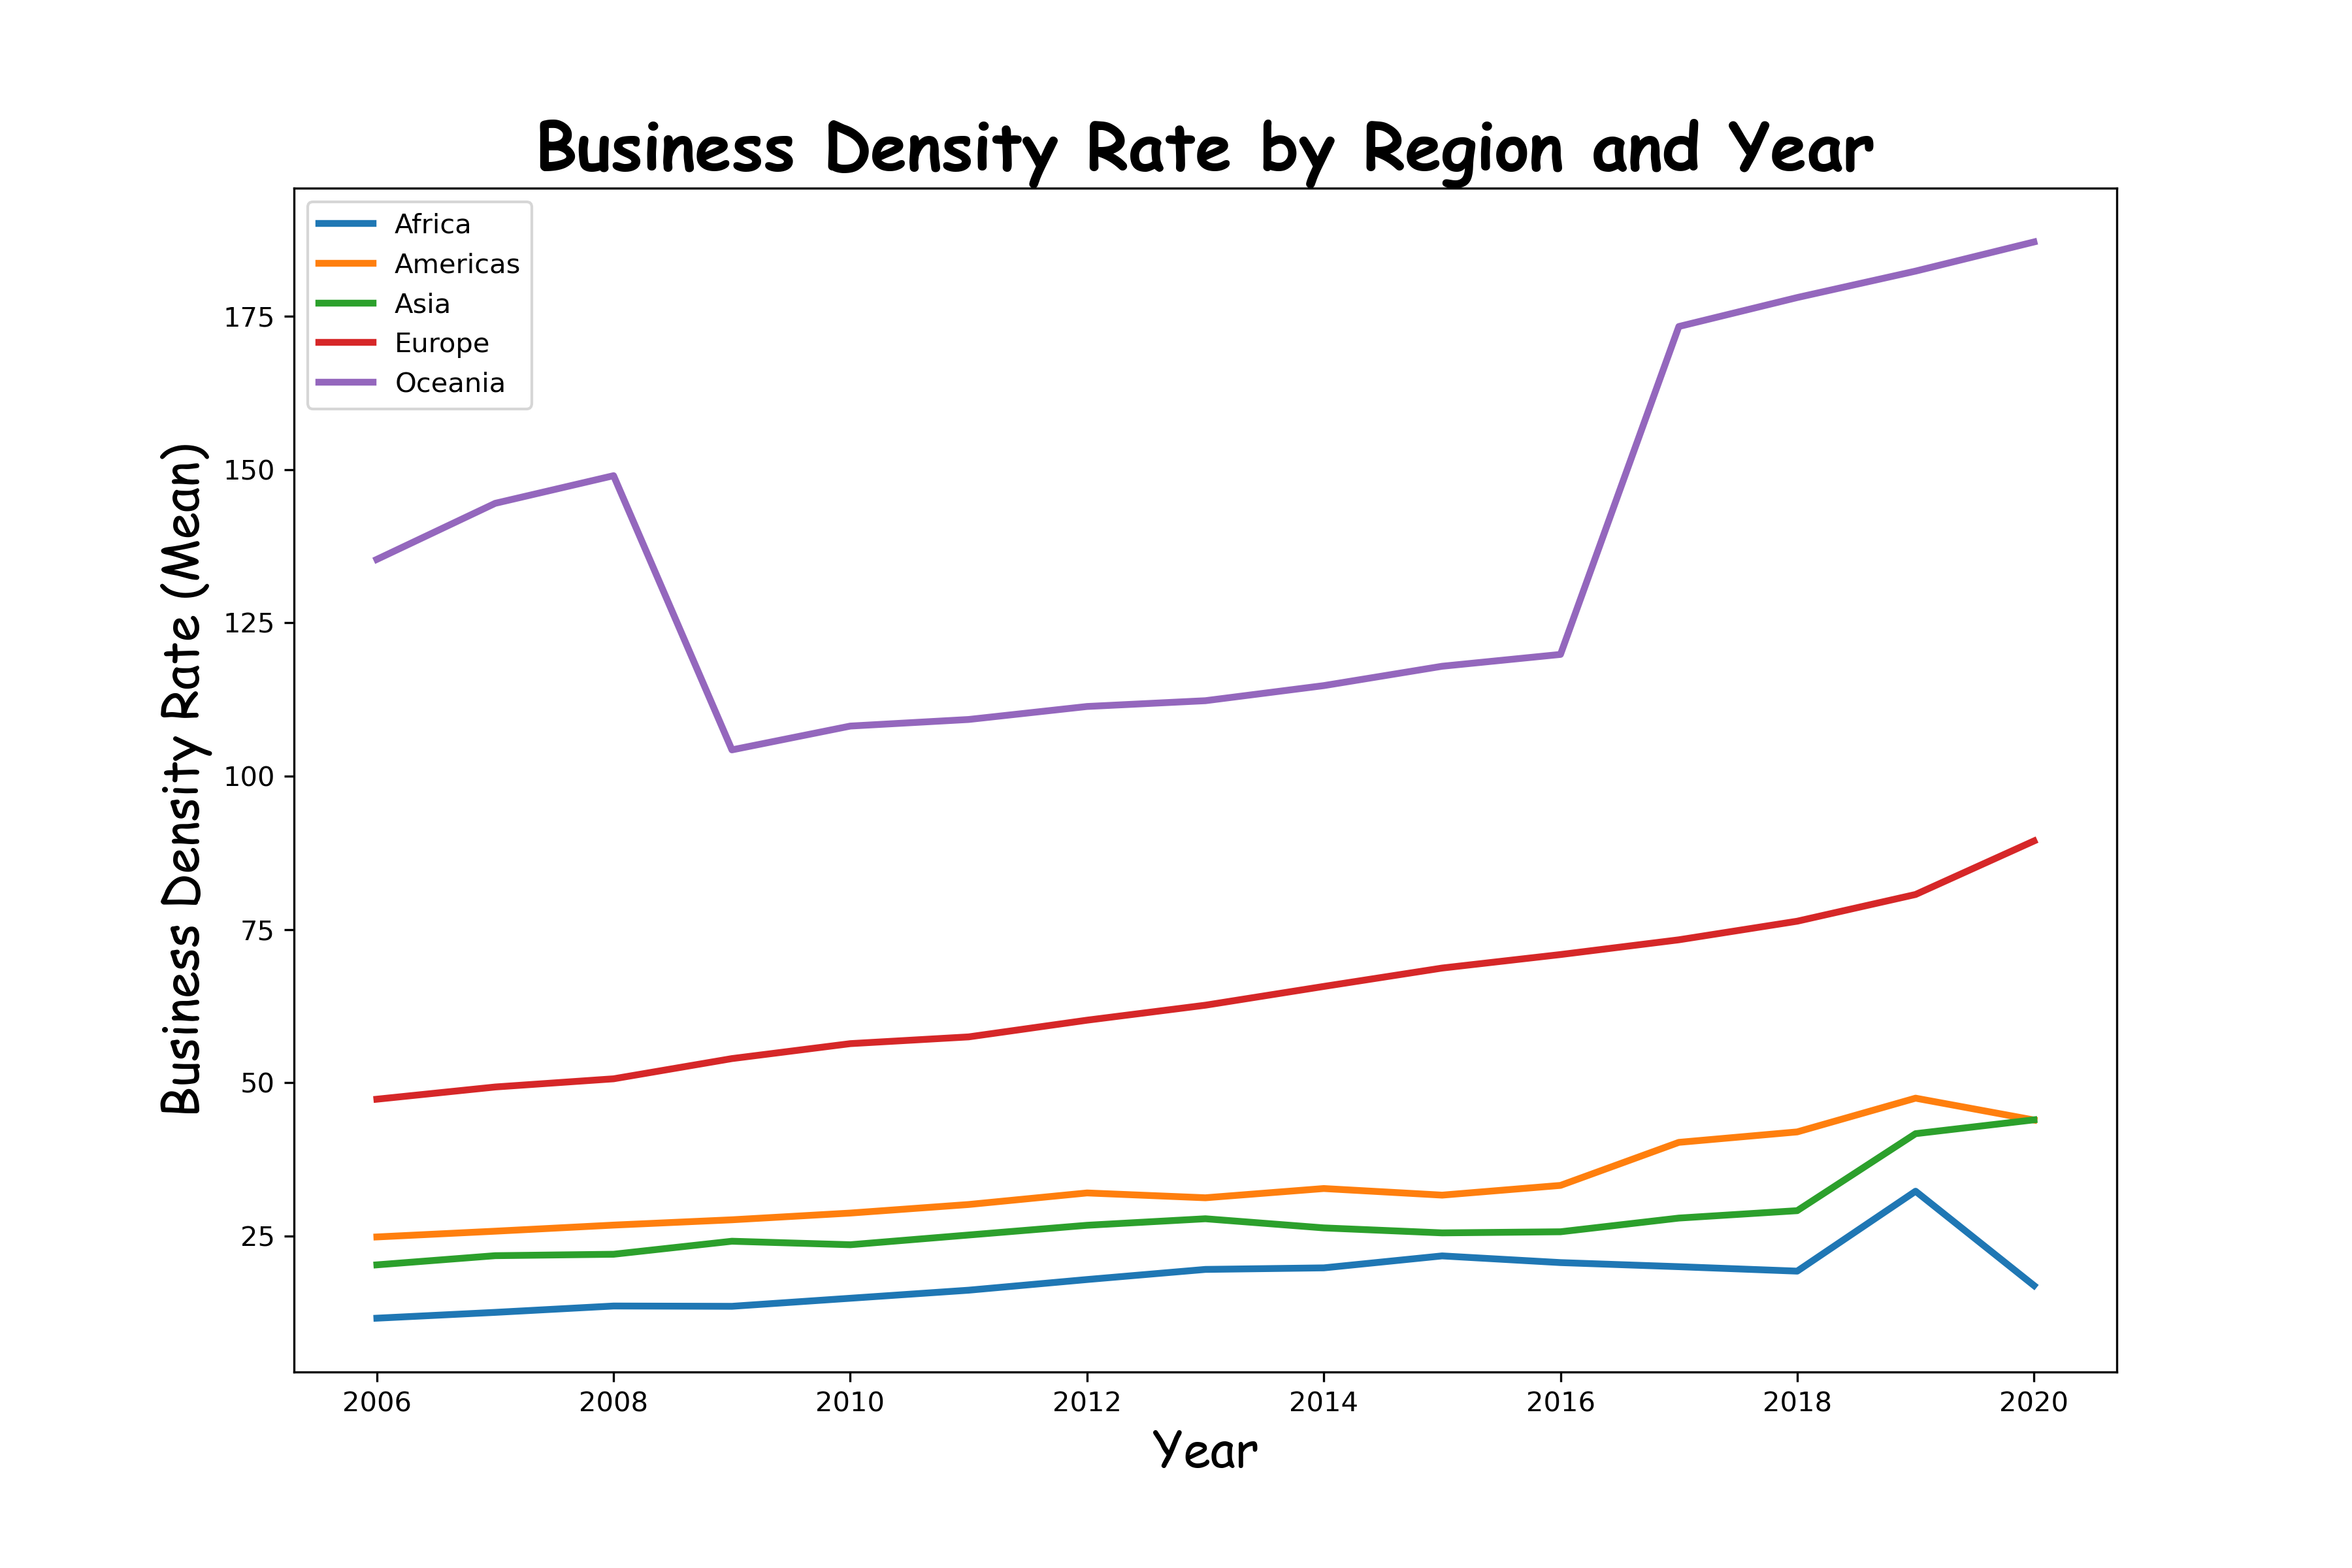 Business Density Rate by Region and Year
Africa
Americas
Asia
Europe
Oceania
Business Density Rate (Mean)
175
150
125
100
75
50
25
2006 2008 2010 2012 2014 2016 2018 2020
Year